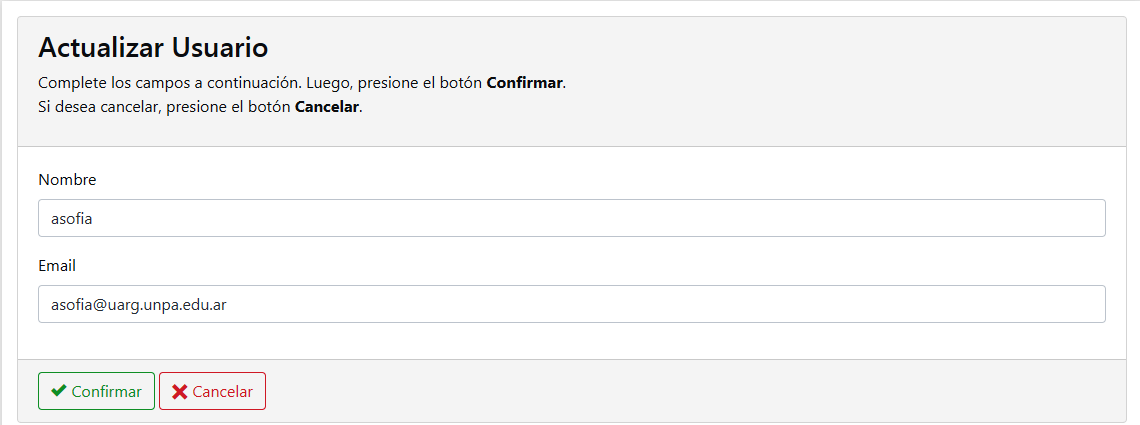 Actualizar Usuario
Complete los campos a continuación. Luego, presione el botón Confirmar.
Si desea cancelar, presione el botón Cancelar.
Nombre
asofia
Email
asofia@uarg.unpa.edu.ar
Confirmar Cancelar